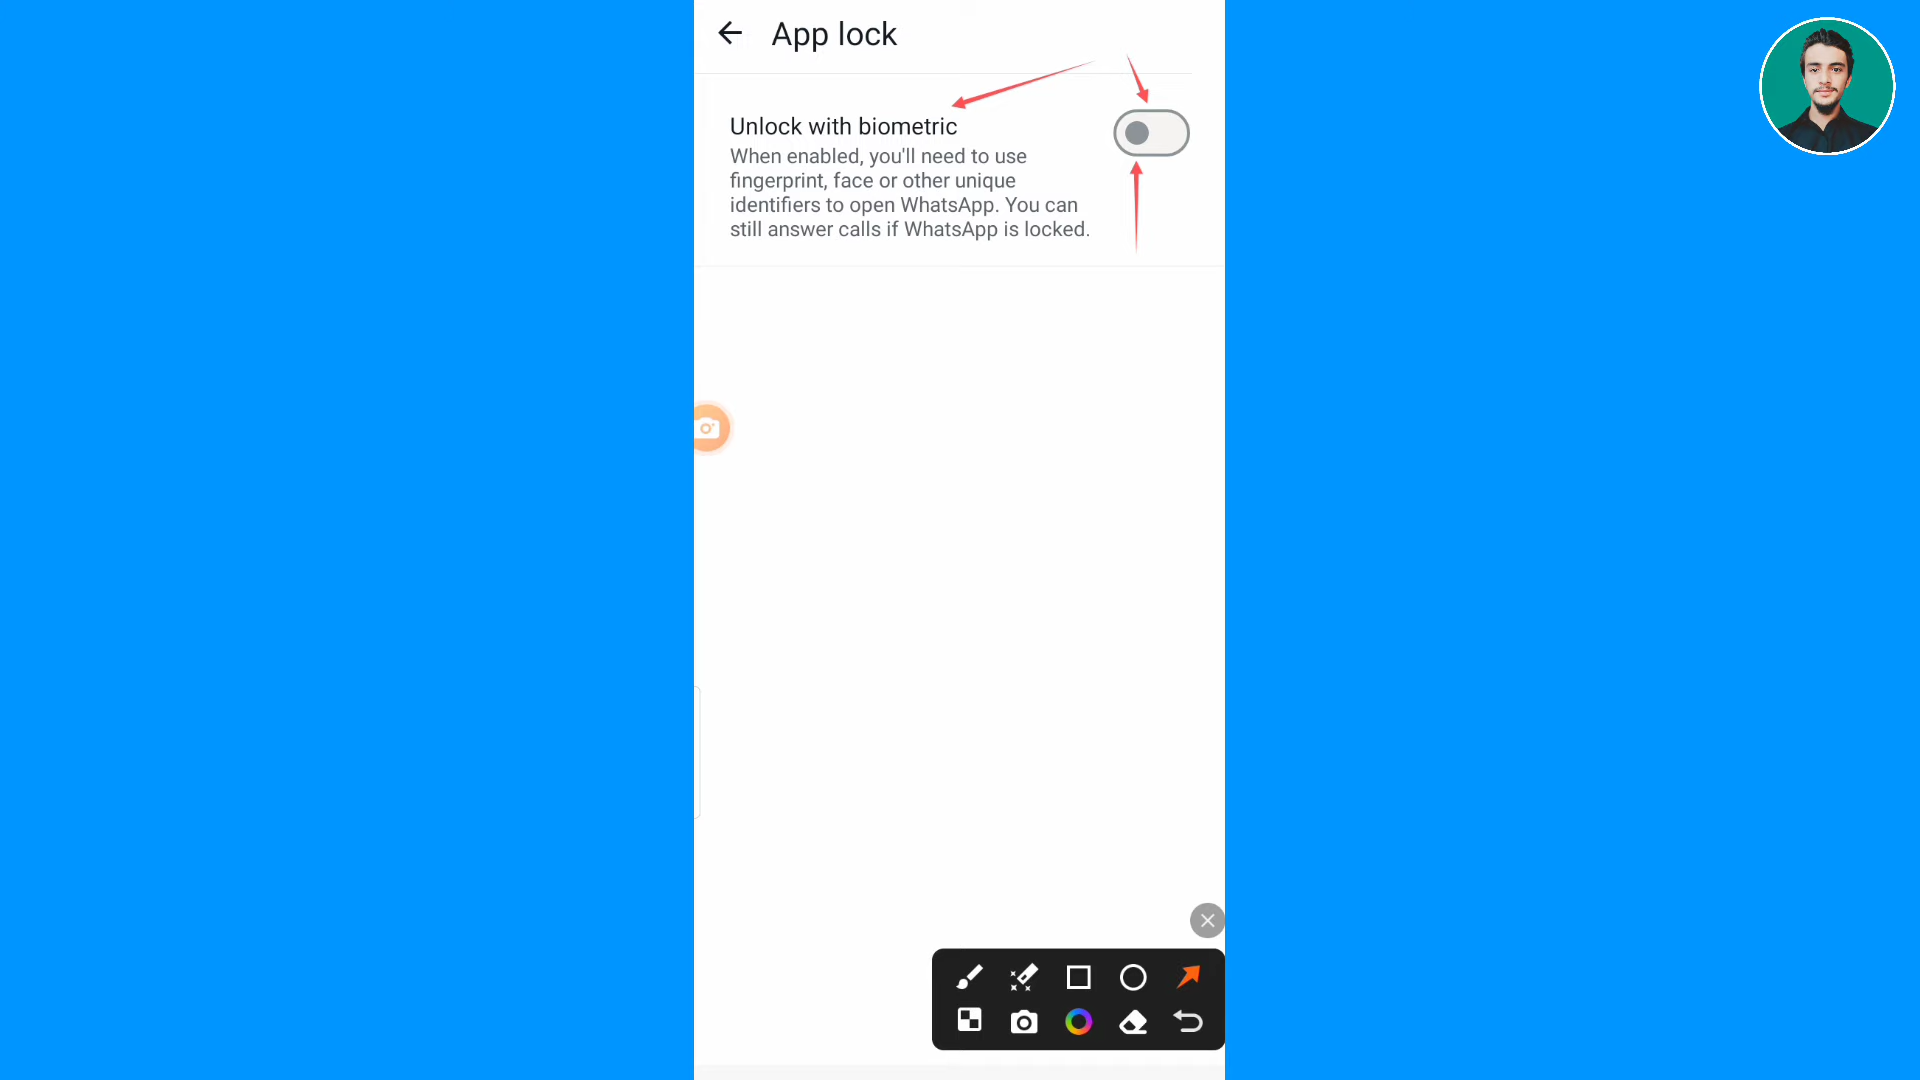 App lock
Unlock with biometric
When enabled, you'll need to use
fingerprint, face or other unique
identifiers to open WhatsApp. You can
still answer calls if WhatsApp is locked.